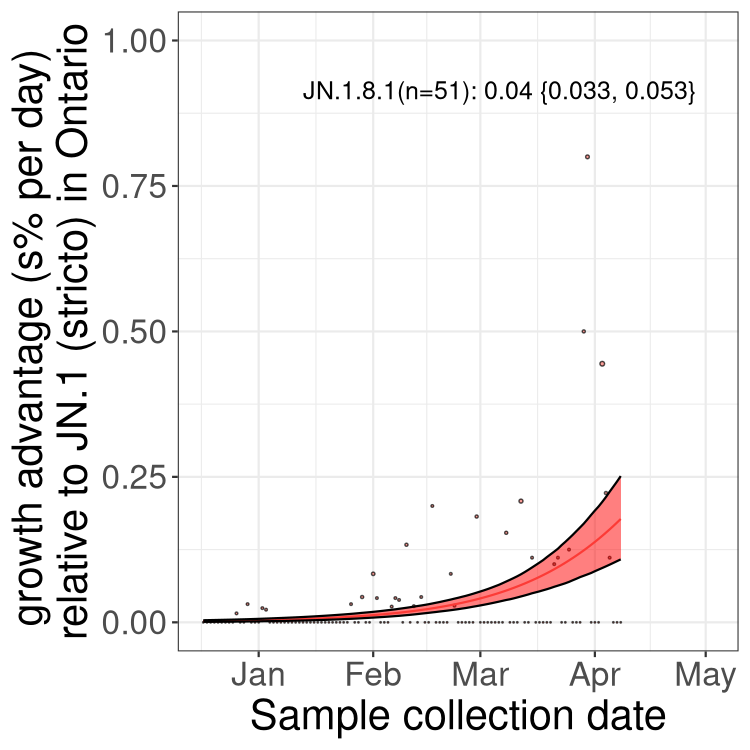 growth advantage (s% per day)
relative to JN.1 (stricto) in Ontario
1.00
0.75
0.50
0.25
0.00
JN.1.8.1(n=51): 0.04 {0.033, 0.053}
Jan Feb Mar Apr May
Sample collection date